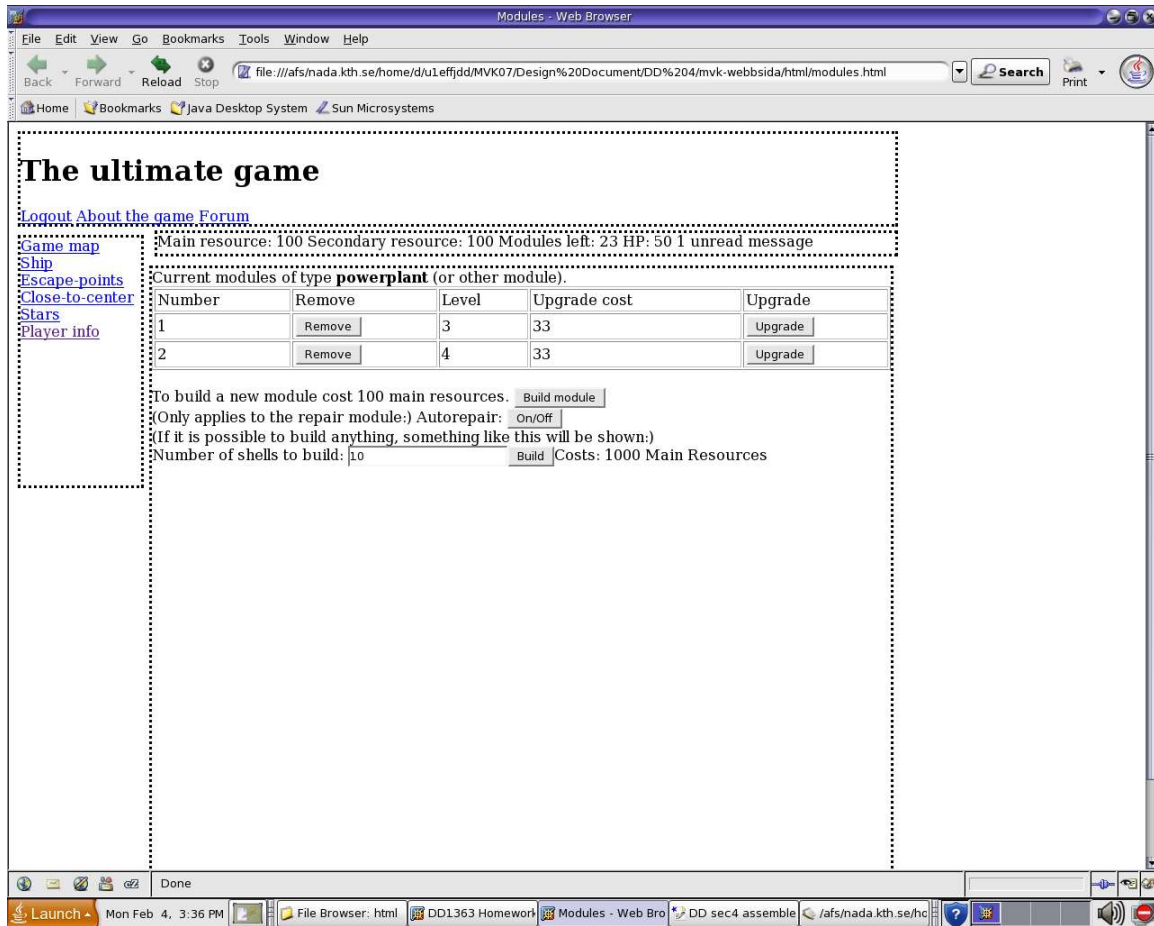 Modules - Web Browser
File Edit View Go Bookmarks Tools Window Help
Back Forward Reload Stop file:///afs/nada.kth.se/home/d/u1effjdd/MVK07/Design%20Document/DD%204/mvk-webbsida/html/modules.html Search Print
Home Bookmarks Java Desktop System Sun Microsystems
The ultimate game
Logout About the game Forum
Game map
Ship
Escape-points
Close-to-center
Stars
Player info
Main resource: 100 Secondary resource: 100 Modules left: 23 HP: 50 1 unread message
Current modules of type powerplant (or other module).
Number Remove Level Upgrade cost Upgrade
1 Remove 3 33 Upgrade
2 Remove 4 33 Upgrade
To build a new module cost 100 main resources. Build module
(Only applies to the repair module:) Autorepair: On/Off
(If it is possible to build anything, something like this will be shown:)
Number of shells to build: 10 Build Costs: 1000 Main Resources
Done
Launch Mon Feb 4, 3:36 PM File Browser: html DD1363 Homework Modules - Web Bro DD sec4 assemble /afs/nada.kth.se/ho